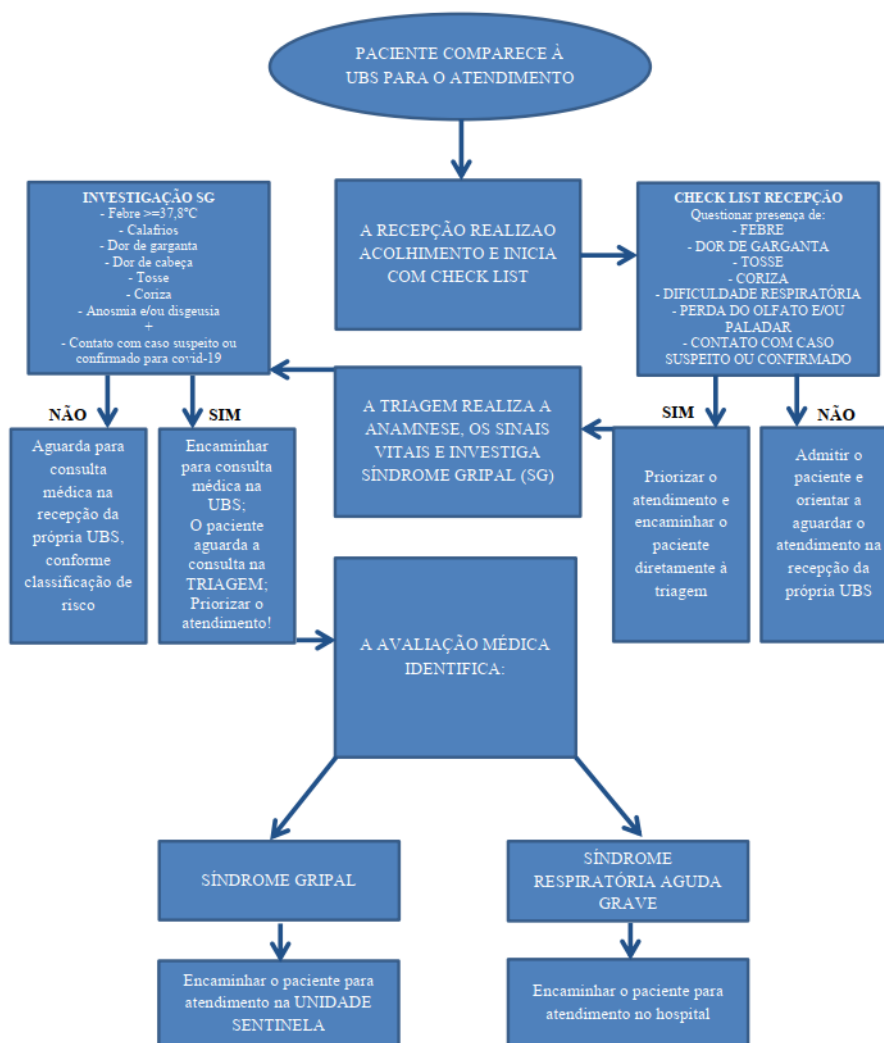 PACIENTE COMPARECE À
UBS PARA O ATENDIMENTO
A RECEPÇÃO REALIZAO
ACOLHIMENTO E INICIA
COM CHECK LIST
CHECK LIST RECEPÇÃO
Questionar presença de:
- FEBRE
- DOR DE GARGANTA
- TOSSE
- CORIZA
- DIFICULDADE RESPIRATÓRIA
- PERDA DO OLFATO E/OU
PALADAR
- CONTATO COM CASO
SUSPEITO OU CONFIRMADO
SIM
NÃO
Priorizar o
atendimento e
encaminhar o
paciente
diretamente à
triagem
Admitir o
paciente e
orientar a
aguardar o
atendimento na
recepção da
própria UBS
A TRIAGEM REALIZA A
ANAMNESE, OS SINAIS
VITAIS E INVESTIGA
SÍNDROME GRIPAL (SG)
INVESTIGAÇÃO SG
- Febre >=37,8°C
- Calafrios
- Dor de garganta
- Dor de cabeça
- Tosse
- Coriza
- Anosmia e/ou disgeusia
+
- Contato com caso suspeito ou
confirmado para covid-19
NÃO
SIM
Aguarda para
consulta
médica na
recepção da
própria UBS,
conforme
classificação de
risco
Encaminhar
para consulta
médica na
UBS;
O paciente
aguarda a
consulta na
TRIAGEM;
Priorizar o
atendimento!
A AVALIAÇÃO MÉDICA
IDENTIFICA:
SÍNDROME GRIPAL
SÍNDROME
RESPIRATÓRIA AGUDA
GRAVE
Encaminhar o paciente para
atendimento na UNIDADE
SENTINELA
Encaminhar o paciente para
atendimento no hospital